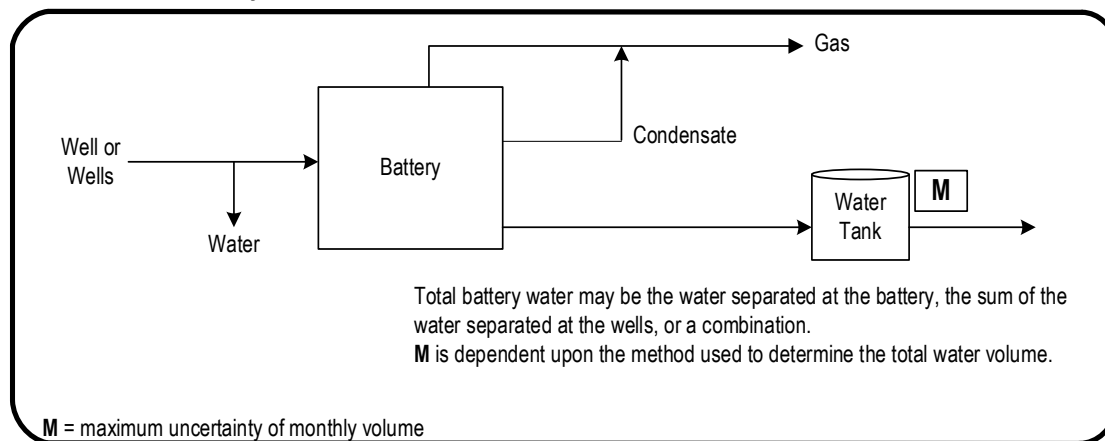 Gas
Condensate
Well or
Wells
Battery
Water
Water
Tank
M
Total battery water may be the water separated at the battery, the sum of the
water separated at the wells, or a combination.
M is dependent upon the method used to determine the total water volume.
M = maximum uncertainty of monthly volume